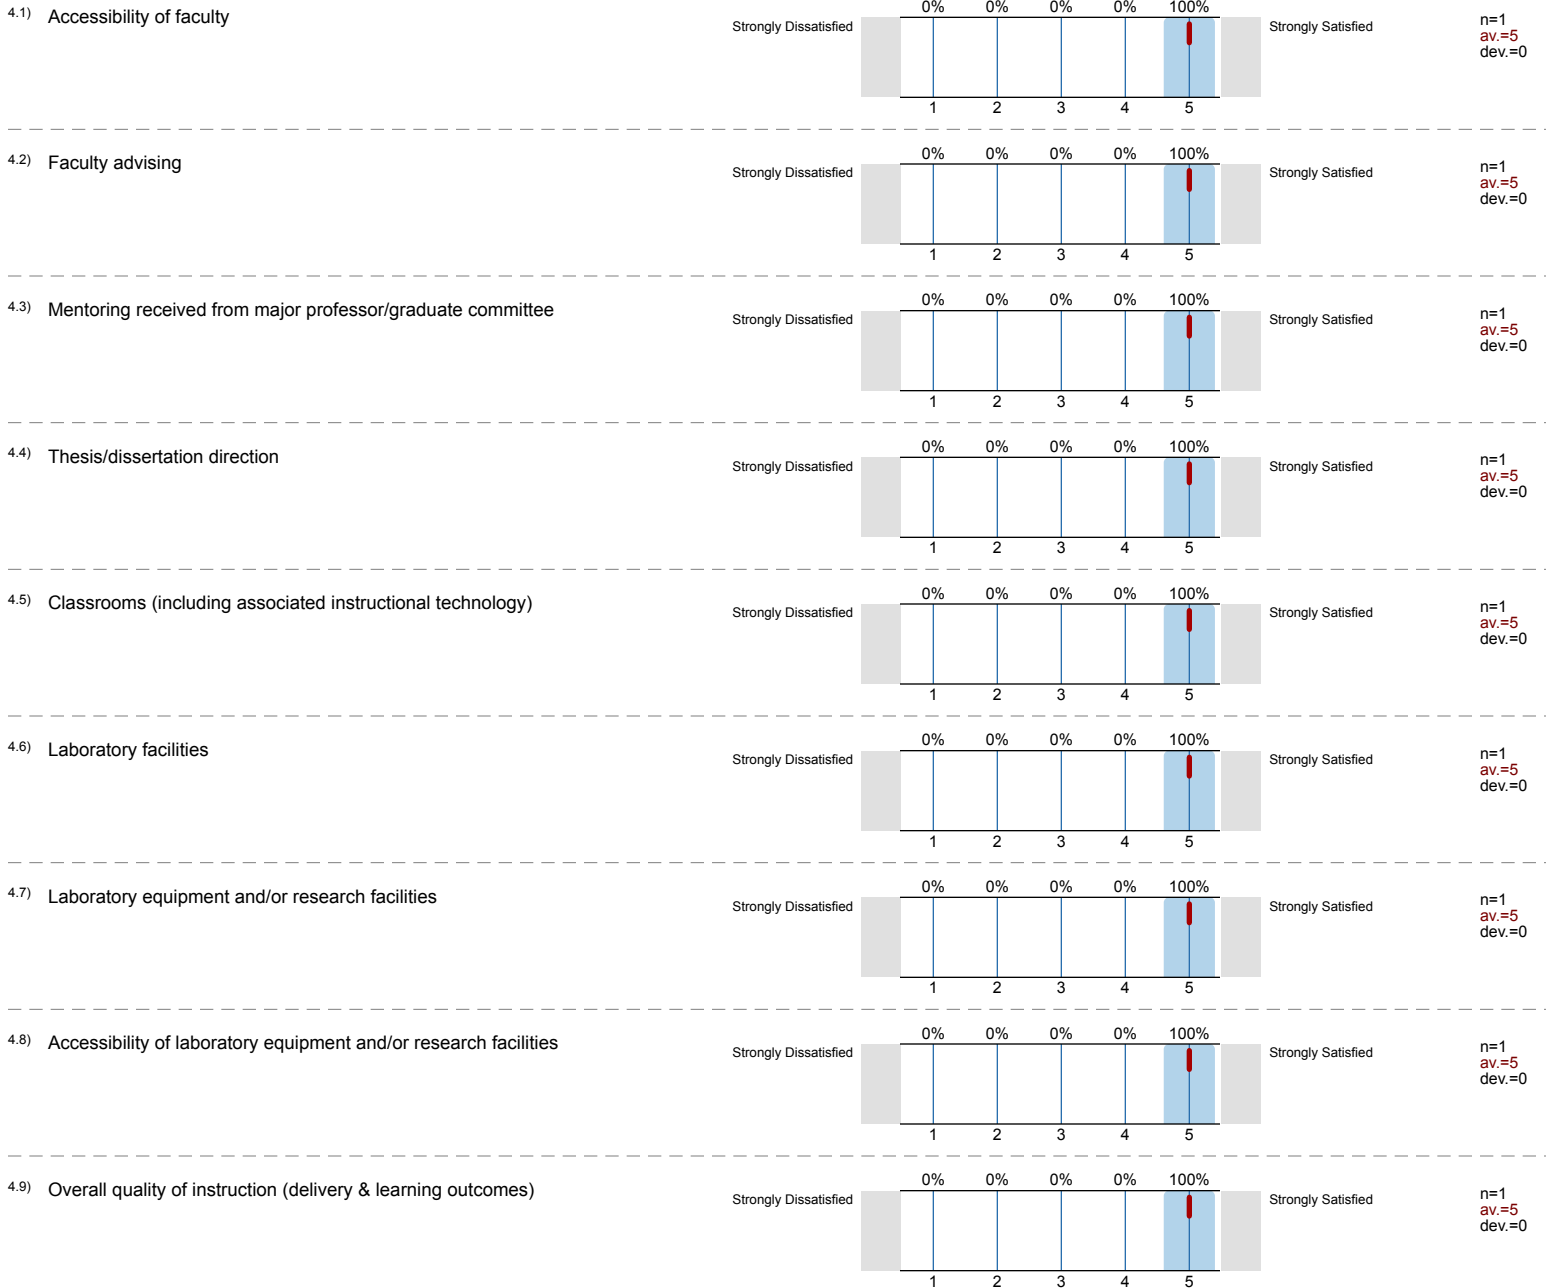 4.1) Accessibility of faculty
0% 0% 0% 0% 100%
Strongly Dissatisfied Strongly Satisfied n=1
av.=5
dev.=0
1 2 3 4 5
4.2) Faculty advising
0% 0% 0% 0% 100%
Strongly Dissatisfied Strongly Satisfied n=1
av.=5
dev.=0
1 2 3 4 5
4.3) Mentoring received from major professor/graduate committee
0% 0% 0% 0% 100%
Strongly Dissatisfied Strongly Satisfied n=1
av.=5
dev.=0
1 2 3 4 5
4.4) Thesis/dissertation direction
0% 0% 0% 0% 100%
Strongly Dissatisfied Strongly Satisfied n=1
av.=5
dev.=0
1 2 3 4 5
4.5) Classrooms (including associated instructional technology)
0% 0% 0% 0% 100%
Strongly Dissatisfied Strongly Satisfied n=1
av.=5
dev.=0
1 2 3 4 5
4.6) Laboratory facilities
0% 0% 0% 0% 100%
Strongly Dissatisfied Strongly Satisfied n=1
av.=5
dev.=0
1 2 3 4 5
4.7) Laboratory equipment and/or research facilities
0% 0% 0% 0% 100%
Strongly Dissatisfied Strongly Satisfied n=1
av.=5
dev.=0
1 2 3 4 5
4.8) Accessibility of laboratory equipment and/or research facilities
0% 0% 0% 0% 100%
Strongly Dissatisfied Strongly Satisfied n=1
av.=5
dev.=0
1 2 3 4 5
4.9) Overall quality of instruction (delivery & learning outcomes)
0% 0% 0% 0% 100%
Strongly Dissatisfied Strongly Satisfied n=1
av.=5
dev.=0
1 2 3 4 5